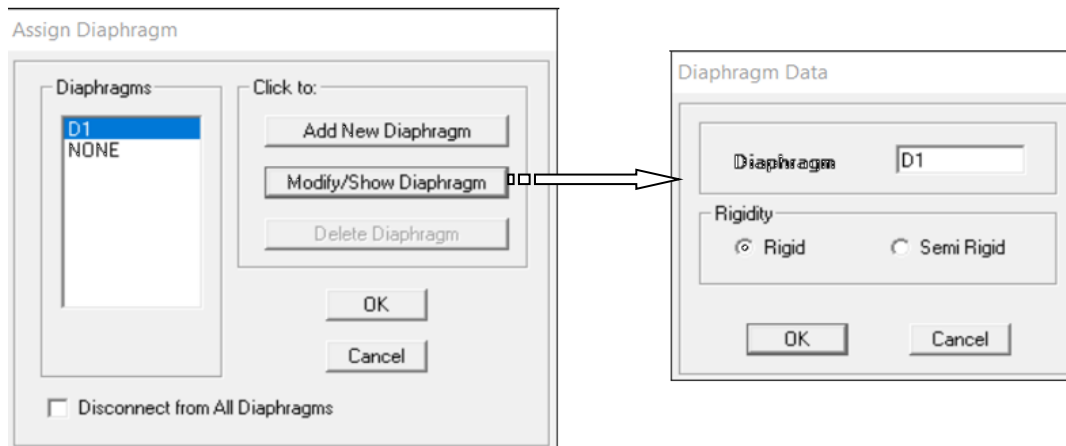 Assign Diaphragm
Diaphragms
D1
NONE
Click to:
Add New Diaphragm
Modify/Show Diaphragm
Delete Diaphragm
OK
Cancel
Disconnect from All Diaphragms
Diaphragm Data
Diaphragm
D1
Rigidity
Rigid
Semi Rigid
OK
Cancel